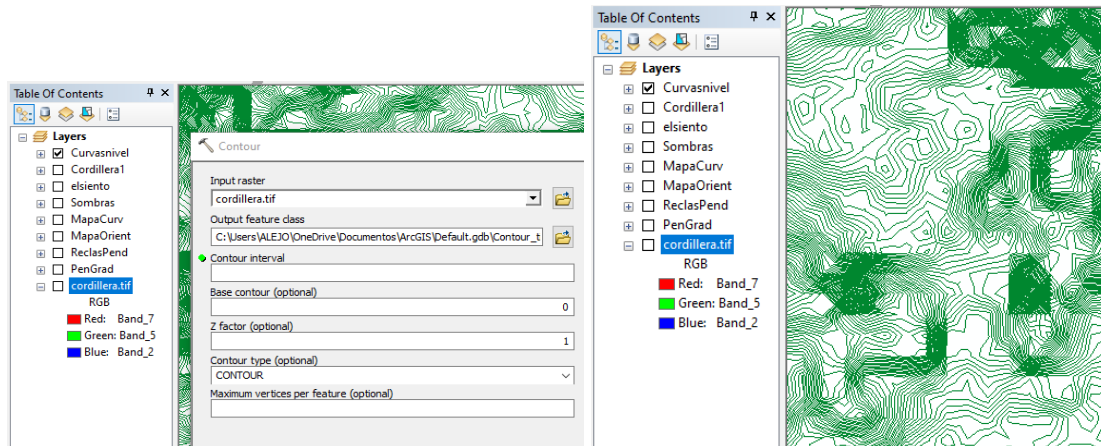 Table Of Contents
Layers
Curvasnivel
Cordillera1
elsiento
Sombras
MapaCurv
MapaOrient
ReclasPend
PenGrad
cordillera.tif
RGB
Red: Band_7
Green: Band_5
Blue: Band_2
Contour
Input raster
cordillera.tif
Output feature class
C:\Users\ALEJO\OneDrive\Documentos\ArcGIS\Default.gdb\Contour_t
Contour interval
Base contour (optional)
0
Z factor (optional)
1
Contour type (optional)
CONTOUR
Maximum vertices per feature (optional)
Table Of Contents
Layers
Curvasnivel
Cordillera1
elsiento
Sombras
MapaCurv
MapaOrient
ReclasPend
PenGrad
cordillera.tif
RGB
Red: Band_7
Green: Band_5
Blue: Band_2